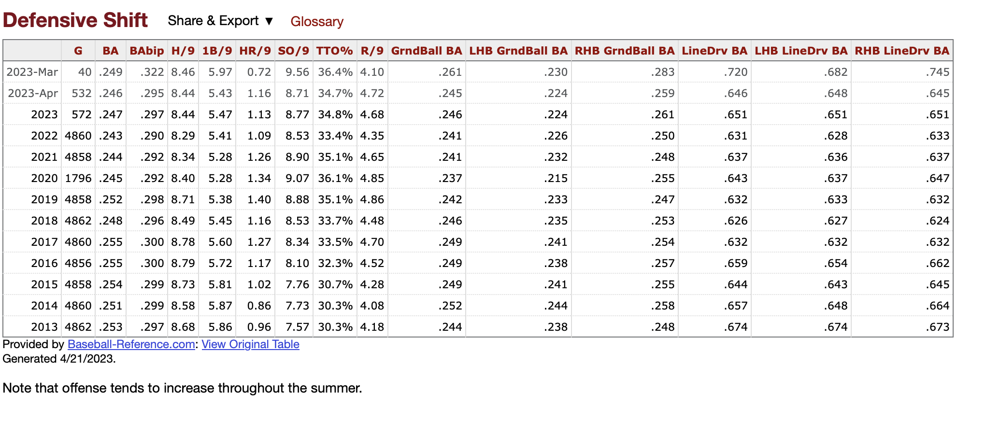 Defensive Shift Share & Export ▼ Glossary
G BA BAbip H/9 1B/9 HR/9 SO/9 TTO% R/9 GrndBall BA LHB GrndBall BA RHB GrndBall BA LineDrv BA LHB LineDrv BA RHB LineDrv BA
2023-Mar 40 .249 .322 8.46 5.97 0.72 9.56 36.4% 4.10 .261 .230 .283 .720 .682 .745
2023-Apr 532 .246 .295 8.44 5.43 1.16 8.71 34.7% 4.72 .245 .224 .259 .646 .648 .645
2023 572 .247 .297 8.44 5.47 1.13 8.77 34.8% 4.68 .246 .224 .261 .651 .651 .651
2022 4860 .243 .290 8.29 5.41 1.09 8.53 33.4% 4.35 .241 .226 .250 .631 .628 .633
2021 4858 .244 .292 8.34 5.28 1.26 8.90 35.1% 4.65 .241 .232 .248 .637 .636 .637
2020 1796 .245 .292 8.40 5.28 1.34 9.07 36.1% 4.85 .237 .215 .255 .643 .637 .647
2019 4858 .252 .298 8.71 5.38 1.40 8.88 35.1% 4.86 .242 .233 .247 .632 .633 .632
2018 4862 .248 .296 8.49 5.45 1.16 8.53 33.7% 4.48 .246 .235 .253 .626 .627 .624
2017 4860 .255 .300 8.78 5.60 1.27 8.34 33.5% 4.70 .249 .241 .254 .632 .632 .632
2016 4856 .255 .300 8.79 5.72 1.17 8.10 32.3% 4.52 .249 .238 .257 .659 .654 .662
2015 4858 .254 .299 8.73 5.81 1.02 7.76 30.7% 4.28 .249 .241 .255 .644 .643 .645
2014 4860 .251 .299 8.58 5.87 0.86 7.73 30.3% 4.08 .252 .244 .258 .657 .648 .664
2013 4862 .253 .297 8.68 5.86 0.96 7.57 30.3% 4.18 .244 .238 .248 .674 .674 .673
Provided by Baseball-Reference.com: View Original Table
Generated 4/21/2023.
Note that offense tends to increase throughout the summer.